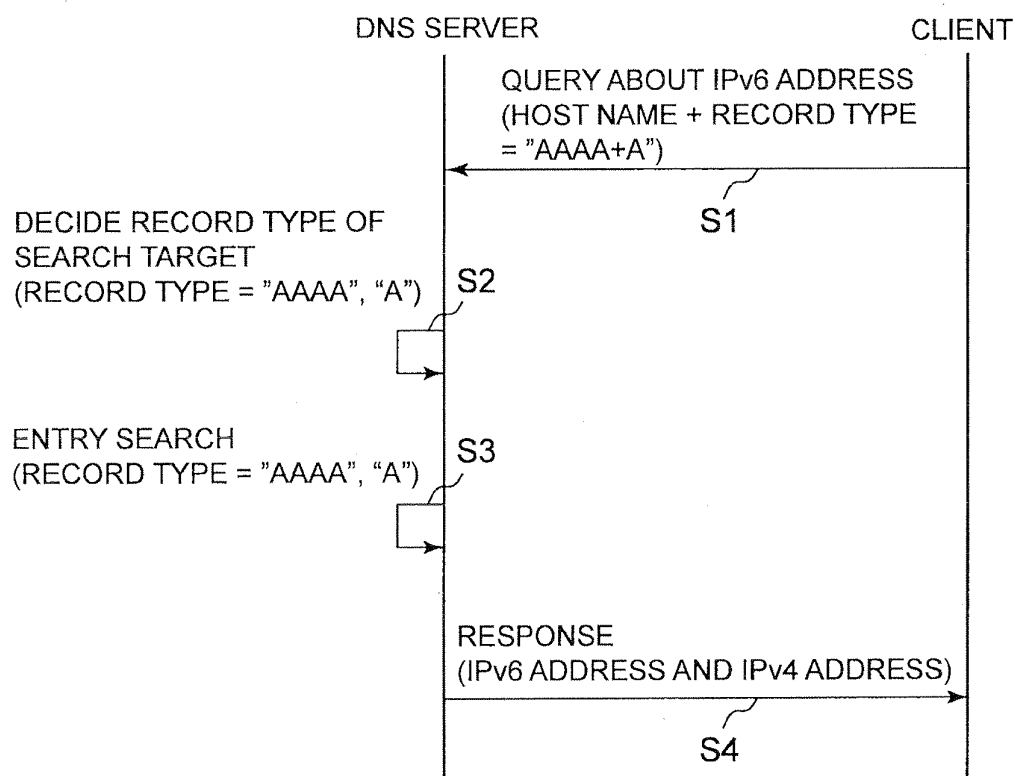 DNS SERVER
CLIENT
QUERY ABOUT IPv6 ADDRESS
(HOST NAME + RECORD TYPE
= ”AAAA+A”)
S1
DECIDE RECORD TYPE OF
SEARCH TARGET
(RECORD TYPE = ”AAAA”, “A”)
S2
ENTRY SEARCH
(RECORD TYPE = ”AAAA”, “A”)
S3
RESPONSE
(IPv6 ADDRESS AND IPv4 ADDRESS)
S4